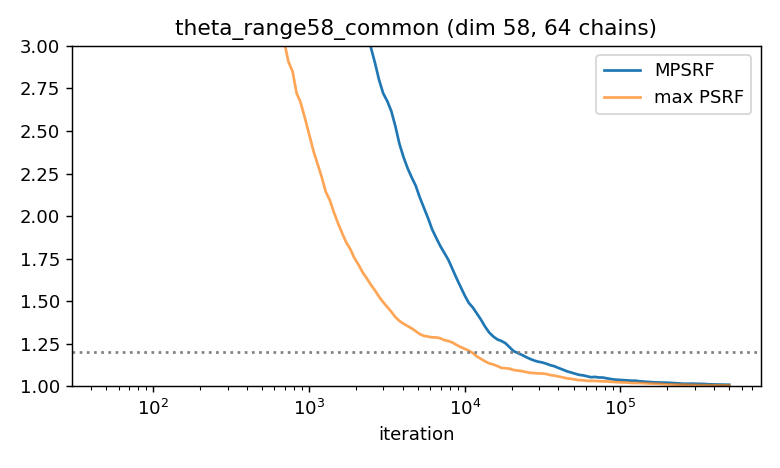 theta_range58_common (dim 58, 64 chains)
MPSRF
max PSRF
3.00
2.75
2.50
2.25
2.00
1.75
1.50
1.25
1.00
10² 10³ 10⁴ 10⁵
iteration